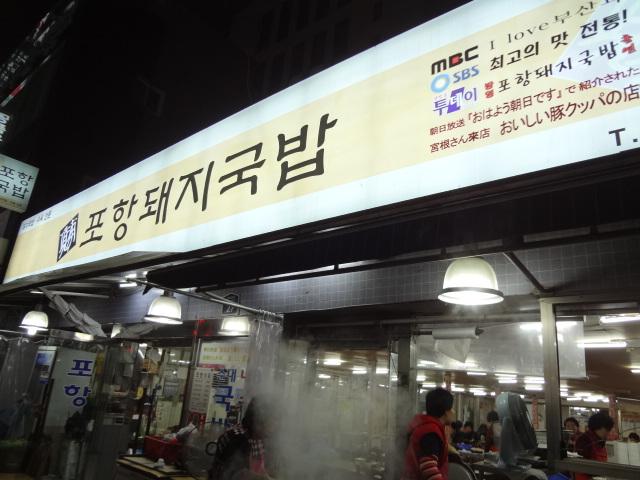 포항돼지국밥
MBC I love 부산
SBS 최고의 맛 전통!
투데이 포항돼지국밥
朝日放送『おはよう朝日です』で紹介された
宮根さん来店 おいしい豚クッパの店
T.
포항
국밥
포
항